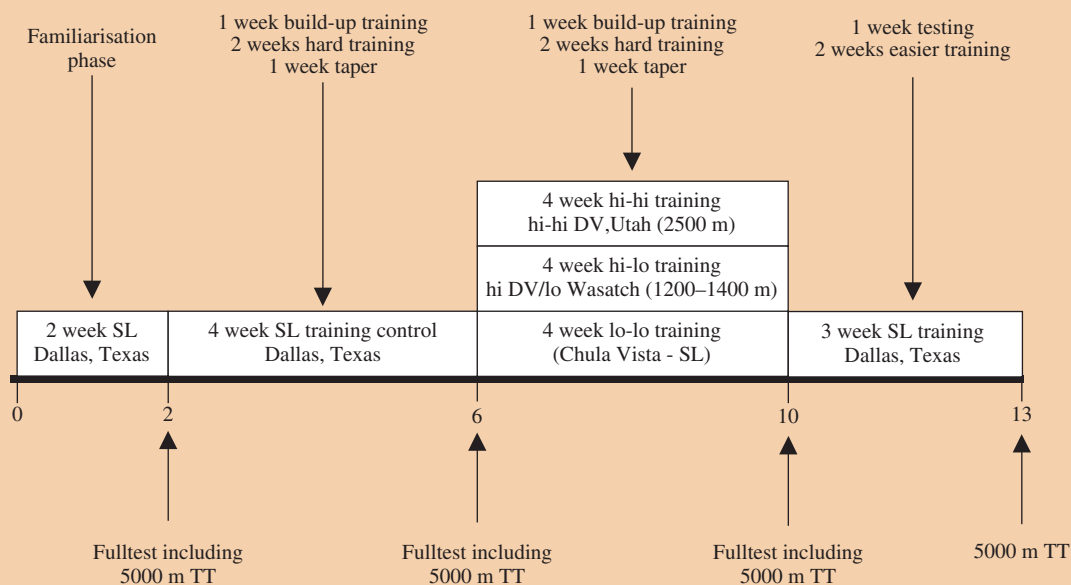 Familiarisation
phase
1 week build-up training
2 weeks hard training
1 week taper
1 week build-up training
2 weeks hard training
1 week taper
1 week testing
2 weeks easier training
4 week hi-hi training
hi-hi DV,Utah (2500 m)
4 week hi-lo training
hi DV/lo Wasatch (1200–1400 m)
2 week SL
Dallas, Texas
4 week SL training control
Dallas, Texas
4 week lo-lo training
(Chula Vista - SL)
3 week SL training
Dallas, Texas
0
2
6
10
13
Fulltest including
5000 m TT
Fulltest including
5000 m TT
Fulltest including
5000 m TT
5000 m TT